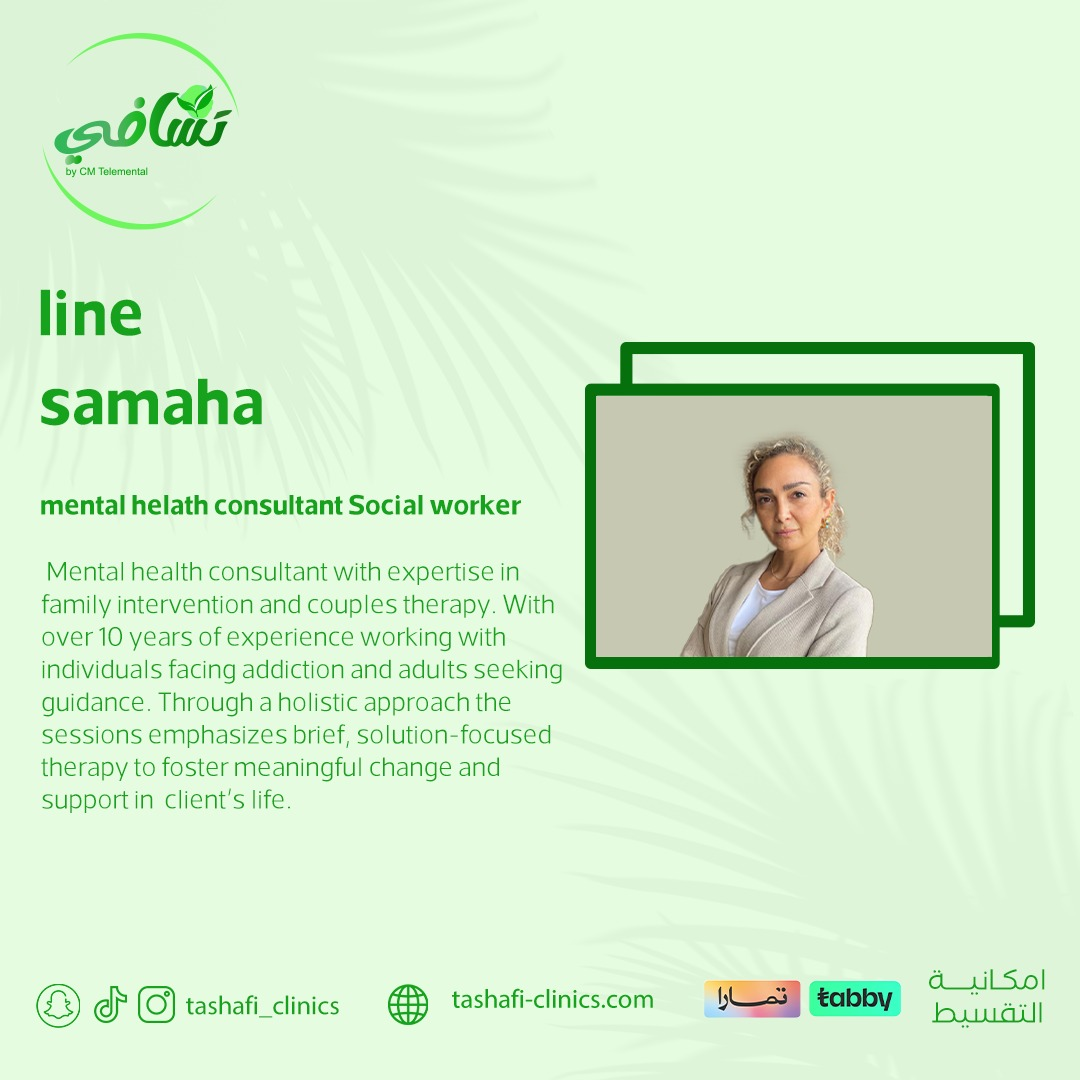 تشافي
by CM Telemental
line
samaha
mental helath consultant Social worker
Mental health consultant with expertise in
family intervention and couples therapy. With
over 10 years of experience working with
individuals facing addiction and adults seeking
guidance. Through a holistic approach the
sessions emphasizes brief, solution-focused
therapy to foster meaningful change and
support in client's life.
tashafi_clinics
tashafi-clinics.com
تمارا
tabby
امكانيـــة
التقسيط